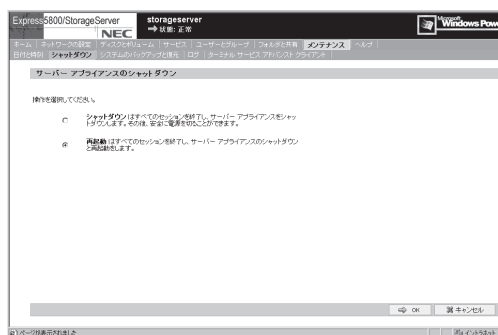 Express5800/StorageServer
NEC
storageserver
状態: 正常
Microsoft
Windows Pow
ホーム | ネットワークの設定 | ディスクとボリューム | サービス | ユーザーとグループ | フォルダと共有 | メンテナンス | ヘルプ |
日付と時刻 | シャットダウン | システムのバックアップと復元 | ログ | ターミナル サービス アドバンスト クライアント |
サーバー アプライアンスのシャットダウン
操作を選択してください。
シャットダウン はすべてのセッションを終了し、サーバー アプライアンスをシャッ
トダウンします。その後、安全に電源を切ることができます。
再起動 はすべてのセッションを終了し、サーバー アプライアンスのシャットダウン
と再起動をします。
OK
キャンセル
ページが表示されました
イントラネット